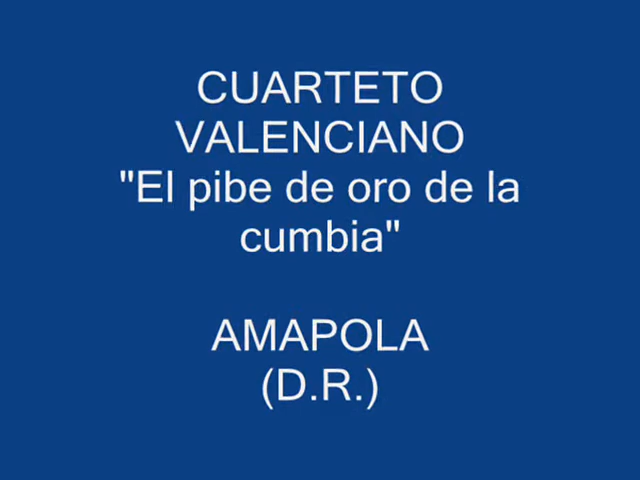 CUARTETO
VALENCIANO
"El pibe de oro de la
cumbia"
AMAPOLA
(D.R.)